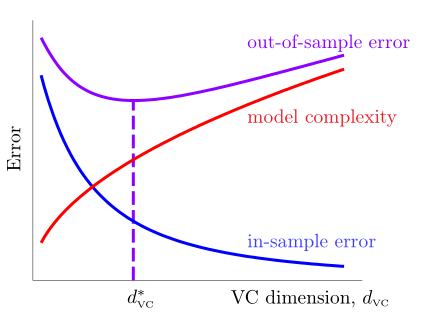 out-of-sample error
model complexity
Error
in-sample error
d*VC
VC dimension, dVC